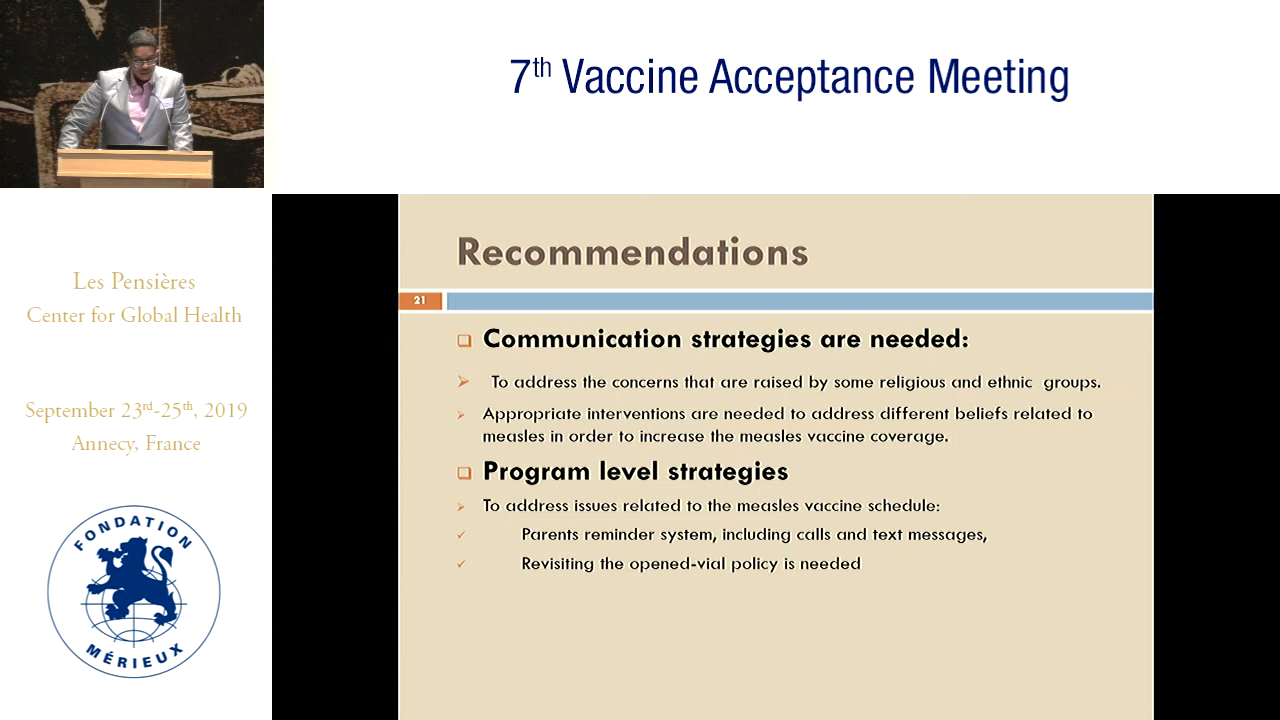 7th Vaccine Acceptance Meeting
Les Pensières
Center for Global Health
September 23rd-25th, 2019
Annecy, France
FONDATION
MÉRIEUX
Recommendations
21
Communication strategies are needed:
To address the concerns that are raised by some religious and ethnic groups.
Appropriate interventions are needed to address different beliefs related to
measles in order to increase the measles vaccine coverage.
Program level strategies
To address issues related to the measles vaccine schedule:
Parents reminder system, including calls and text messages,
Revisiting the opened-vial policy is needed